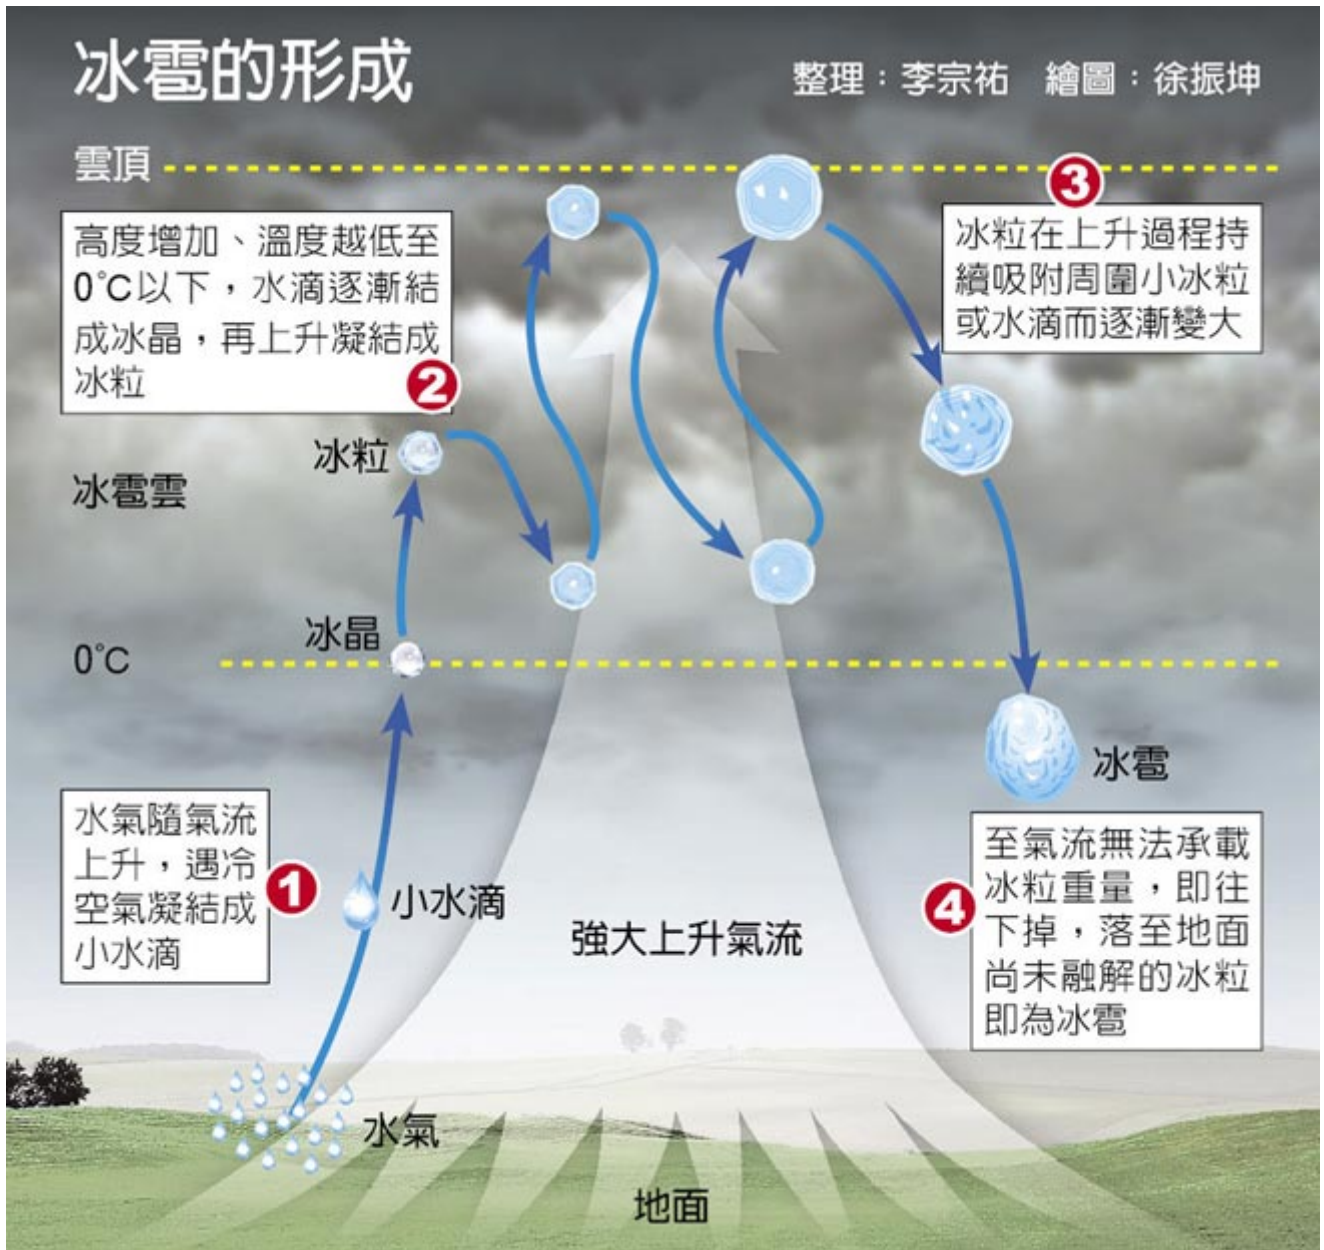 冰雹的形成
整理：李宗祐　繪圖：徐振坤
雲頂
3
高度增加、溫度越低至
0°C以下，水滴逐漸結
成冰晶，再上升凝結成
冰粒
2
冰粒在上升過程持
續吸附周圍小冰粒
或水滴而逐漸變大
冰粒
冰雹雲
冰晶
0°C
冰雹
水氣隨氣流
上升，遇冷
空氣凝結成
小水滴
1
小水滴
強大上升氣流
4
至氣流無法承載
冰粒重量，即往
下掉，落至地面
尚未融解的冰粒
即為冰雹
水氣
地面